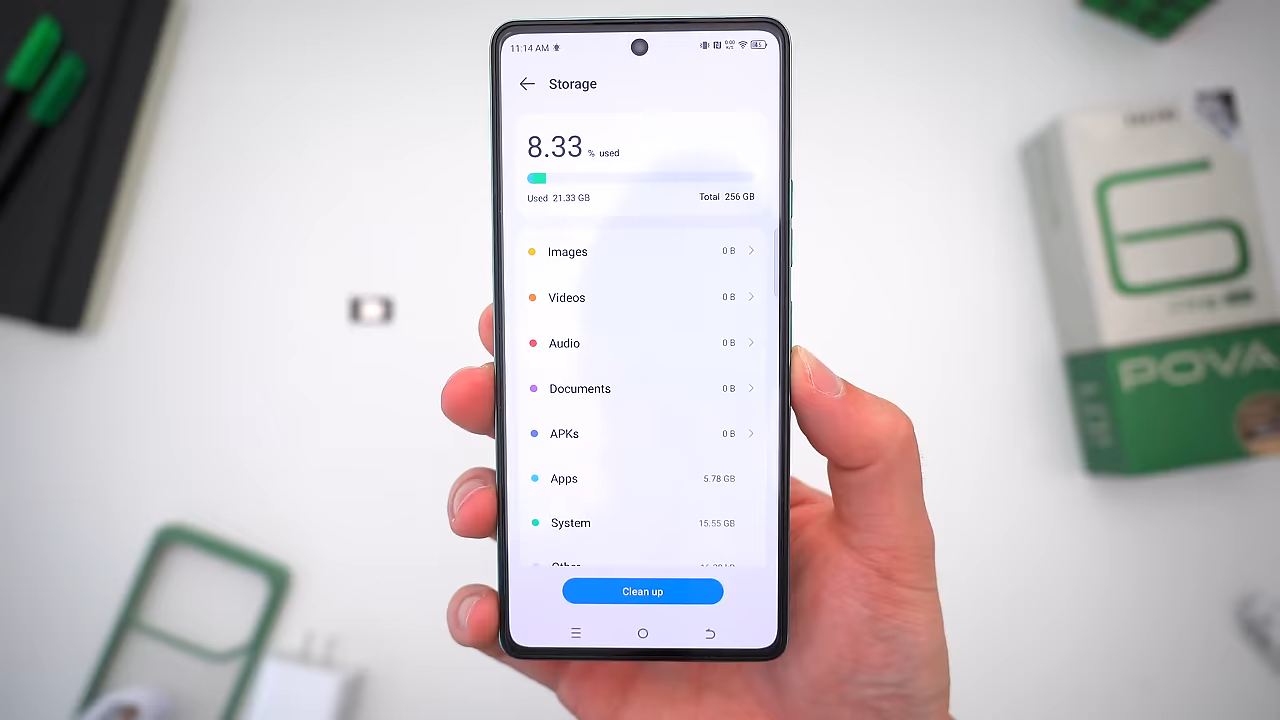 11:14 AM
Storage
8.33 % used
Used 21.33 GB Total 256 GB
Images 0 B
Videos 0 B
Audio 0 B
Documents 0 B
APKs 0 B
Apps 5.78 GB
System 15.55 GB
Clean up
6
POVA